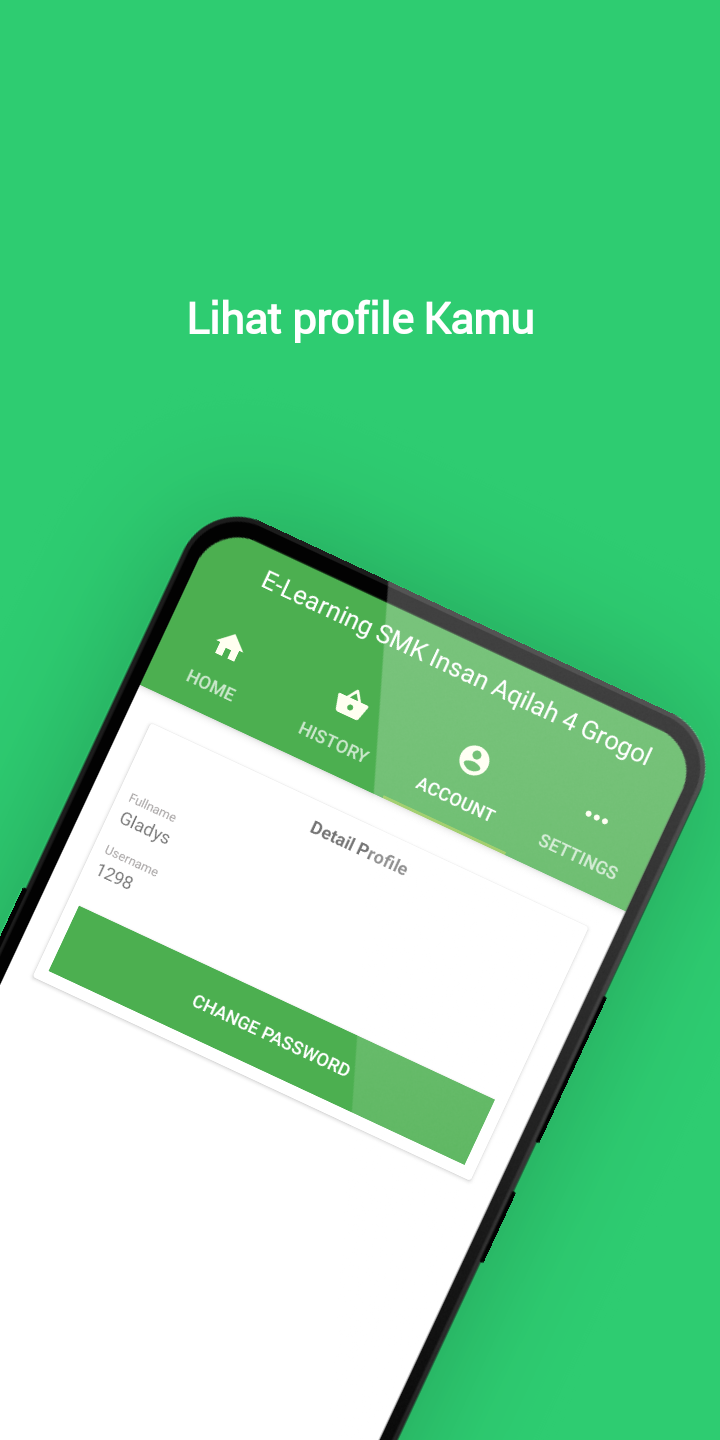 Lihat profile Kamu
E-Learning SMK Insan Aqilah 4 Grogol
HOME
HISTORY
ACCOUNT
SETTINGS
Detail Profile
Fullname
Gladys
Username
1298
CHANGE PASSWORD